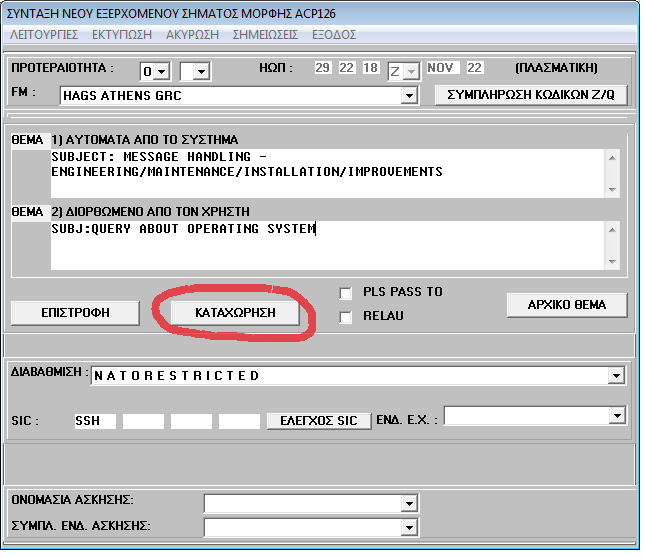 ΣΥΝΤΑΞΗ ΝΕΟΥ ΕΞΕΡΧΟΜΕΝΟΥ ΣΗΜΑΤΟΣ ΜΟΡΦΗΣ ACP126
ΛΕΙΤΟΥΡΓΙΕΣ ΕΚΤΥΠΩΣΗ ΑΚΥΡΩΣΗ ΣΗΜΕΙΩΣΕΙΣ ΕΞΟΔΟΣ
ΠΡΟΤΕΡΑΙΟΤΗΤΑ : O ΗΩΠ : 29 22 18 Z NOV 22 (ΠΛΑΣΜΑΤΙΚΗ)
FM : HAGS ATHENS GRC ΣΥΜΠΛΗΡΩΣΗ ΚΩΔΙΚΩΝ Z/Q
ΘΕΜΑ 1) ΑΥΤΟΜΑΤΑ ΑΠΟ ΤΟ ΣΥΣΤΗΜΑ
SUBJECT: MESSAGE HANDLING -
ENGINEERING/MAINTENANCE/INSTALLATION/IMPROVEMENTS
ΘΕΜΑ 2) ΔΙΟΡΘΩΜΕΝΟ ΑΠΟ ΤΟΝ ΧΡΗΣΤΗ
SUBJ:QUERY ABOUT OPERATING SYSTEM
ΕΠΙΣΤΡΟΦΗ ΚΑΤΑΧΩΡΗΣΗ PLS PASS TO ΑΡΧΙΚΟ ΘΕΜΑ
RELAU
ΔΙΑΒΑΘΜΙΣΗ : N A T O R E S T R I C T E D
SIC : SSH ΕΛΕΓΧΟΣ SIC ΕΝΔ. Ε.Χ. :
ΟΝΟΜΑΣΙΑ ΑΣΚΗΣΗΣ:
ΣΥΜΠΛ. ΕΝΔ. ΑΣΚΗΣΗΣ: